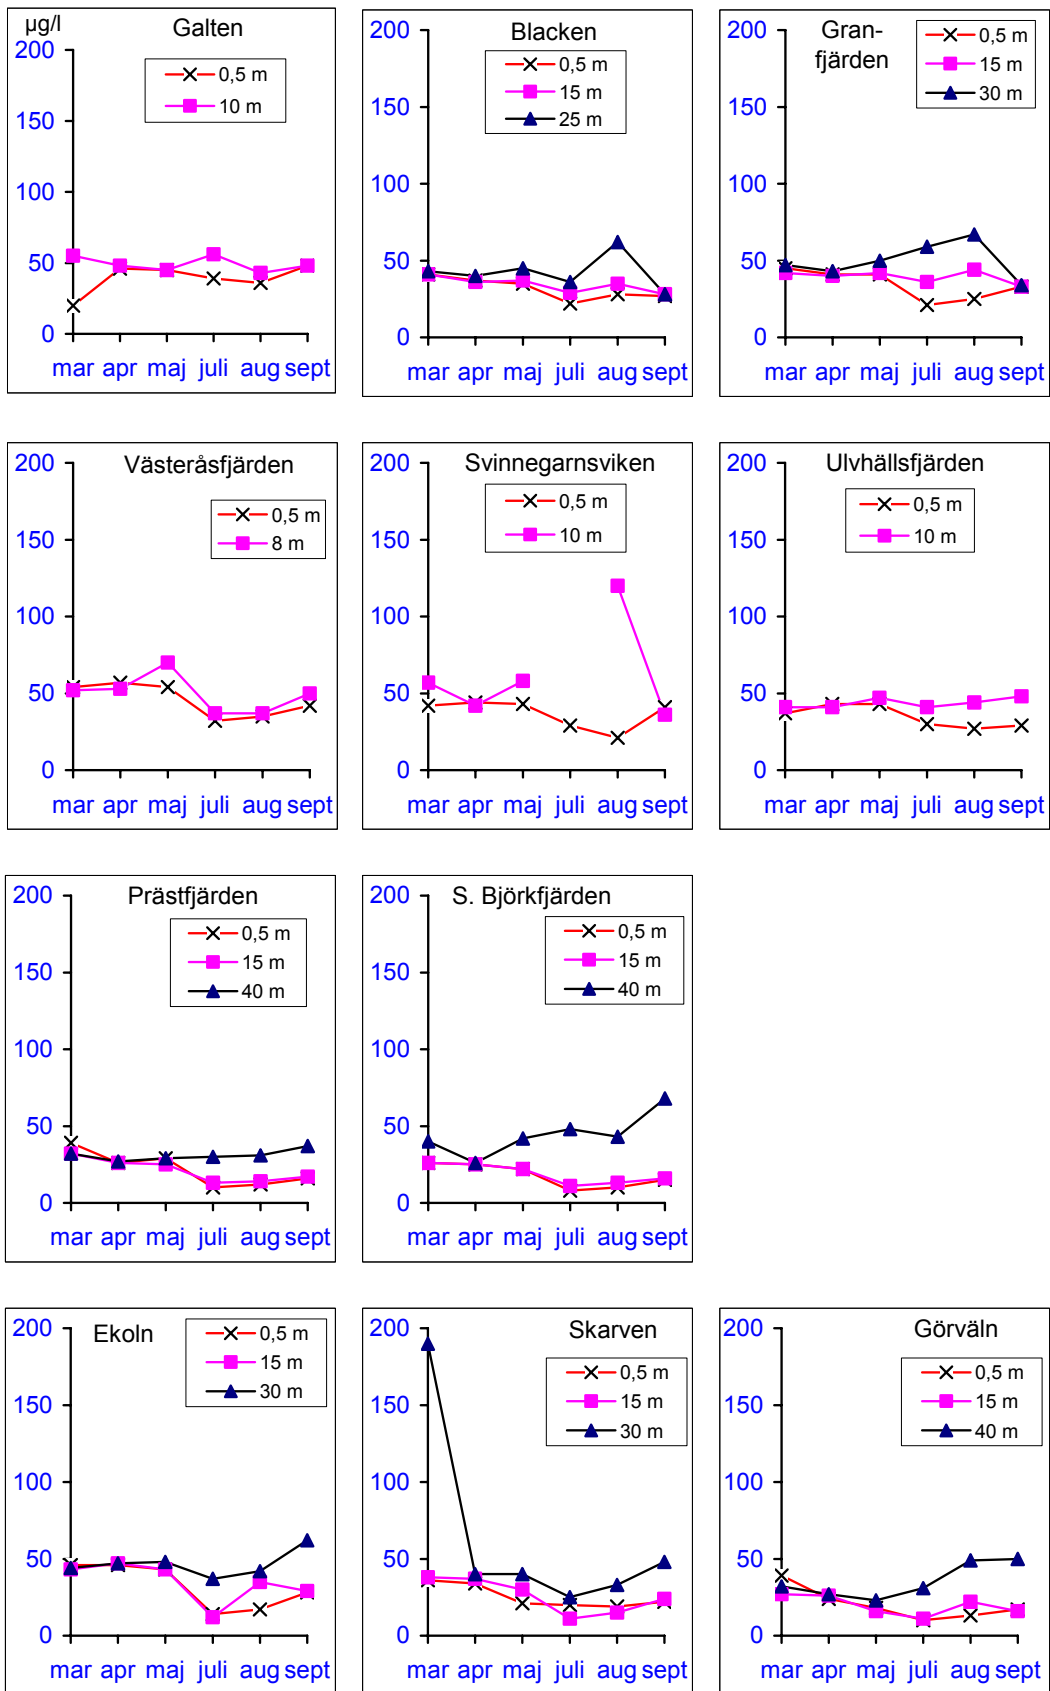 µg/l
Galten
200
150
100
50
0
0,5 m
10 m
mar apr maj juli aug sept
Blacken
200
150
100
50
0
0,5 m
15 m
25 m
mar apr maj juli aug sept
Gran-
fjärden
200
150
100
50
0
0,5 m
15 m
30 m
mar apr maj juli aug sept
Västeråsfjärden
200
150
100
50
0
0,5 m
8 m
mar apr maj juli aug sept
Svinnegarnsviken
200
150
100
50
0
0,5 m
10 m
mar apr maj juli aug sept
Ulvhällsfjärden
200
150
100
50
0
0,5 m
10 m
mar apr maj juli aug sept
Prästfjärden
200
150
100
50
0
0,5 m
15 m
40 m
mar apr maj juli aug sept
S. Björkfjärden
200
150
100
50
0
0,5 m
15 m
40 m
mar apr maj juli aug sept
Ekoln
200
150
100
50
0
0,5 m
15 m
30 m
mar apr maj juli aug sept
Skarven
200
150
100
50
0
0,5 m
15 m
30 m
mar apr maj juli aug sept
Görväln
200
150
100
50
0
0,5 m
15 m
40 m
mar apr maj juli aug sept